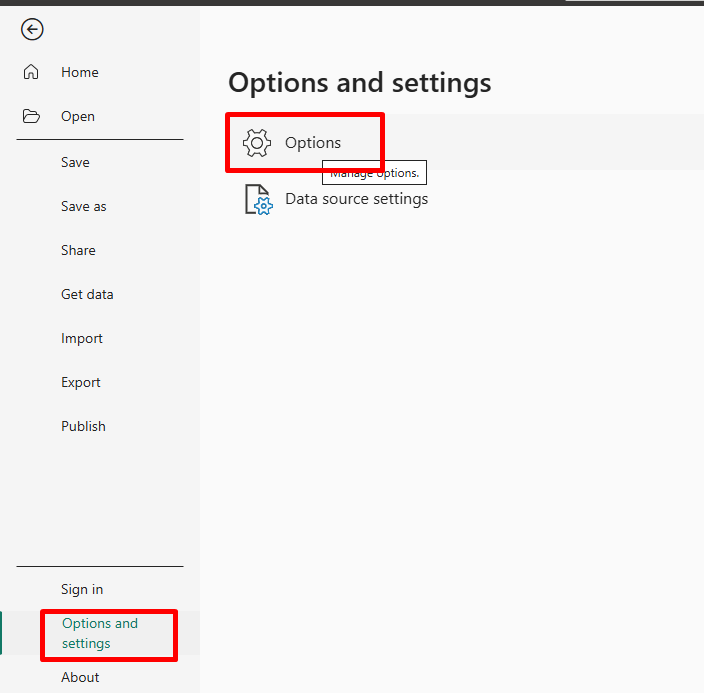 Home
Open
Save
Save as
Share
Get data
Import
Export
Publish
Sign in
Options and
settings
About
Options and settings
Options
Manage options.
Data source settings